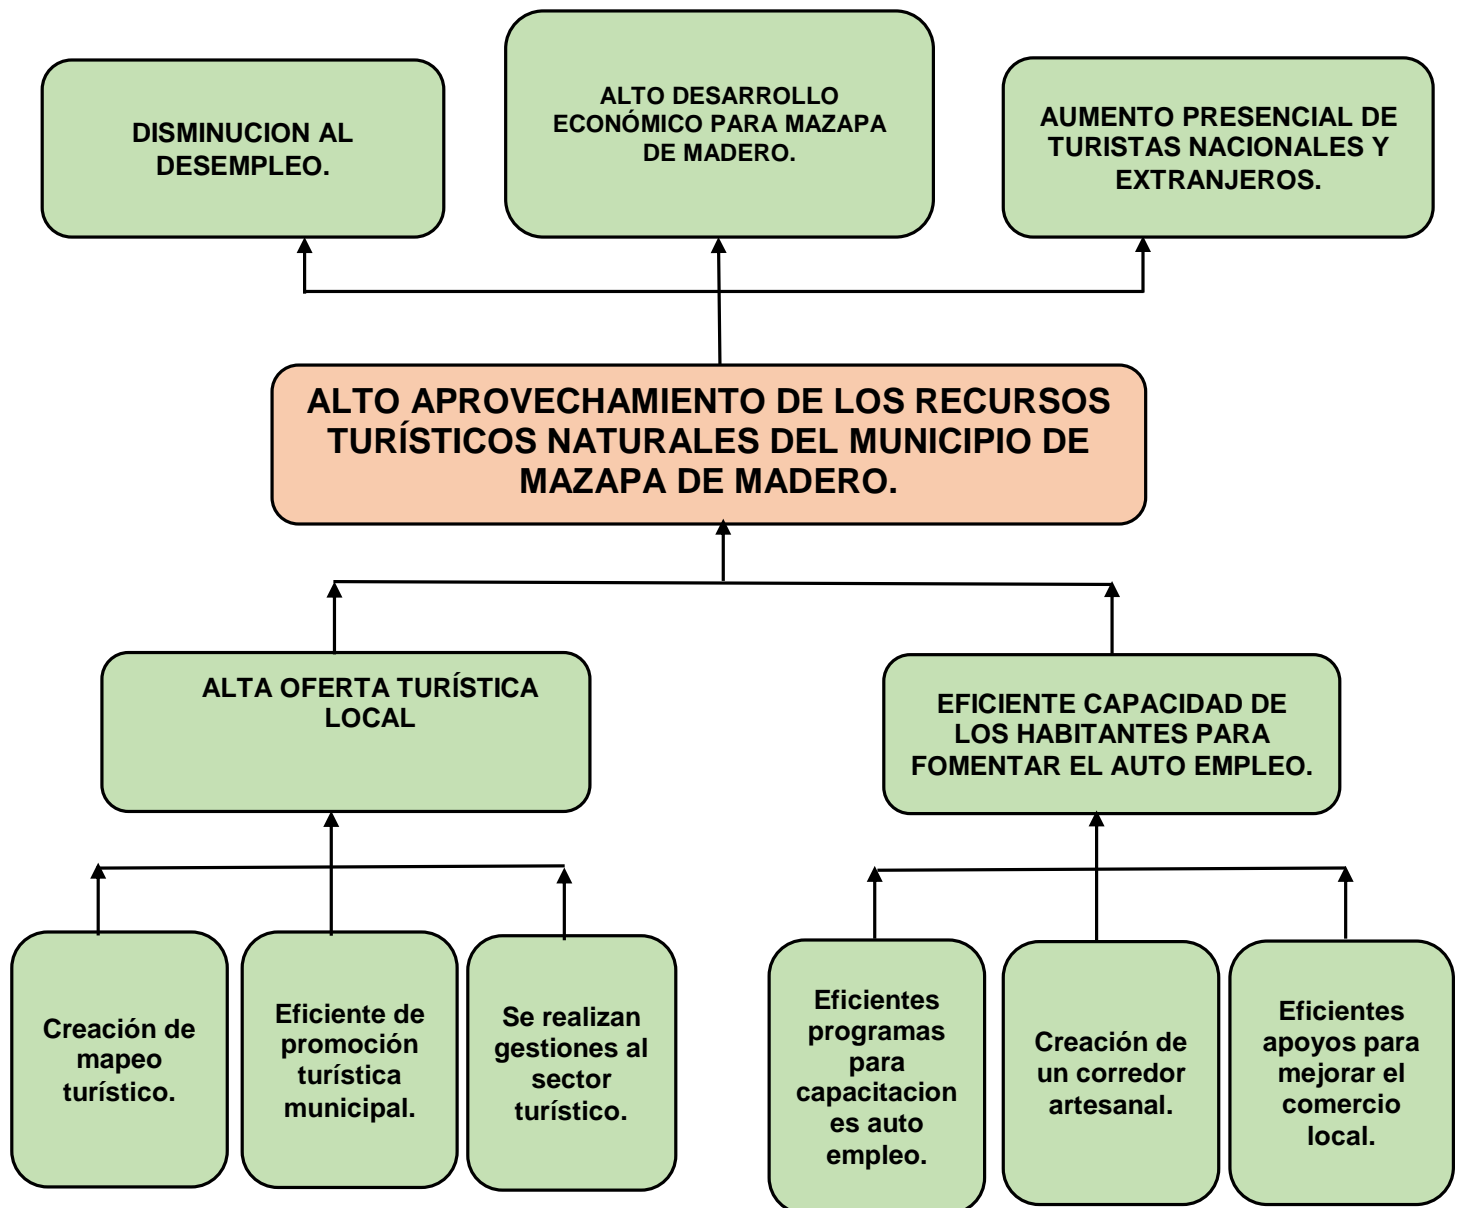 DISMINUCION AL
DESEMPLEO.
ALTO DESARROLLO
ECONÓMICO PARA MAZAPA
DE MADERO.
AUMENTO PRESENCIAL DE
TURISTAS NACIONALES Y
EXTRANJEROS.
ALTO APROVECHAMIENTO DE LOS RECURSOS
TURÍSTICOS NATURALES DEL MUNICIPIO DE
MAZAPA DE MADERO.
ALTA OFERTA TURÍSTICA
LOCAL
EFICIENTE CAPACIDAD DE
LOS HABITANTES PARA
FOMENTAR EL AUTO EMPLEO.
Creación de
mapeo
turístico.
Eficiente de
promoción
turística
municipal.
Se realizan
gestiones al
sector
turístico.
Eficientes
programas
para
capacitacion
es auto
empleo.
Creación de
un corredor
artesanal.
Eficientes
apoyos para
mejorar el
comercio
local.